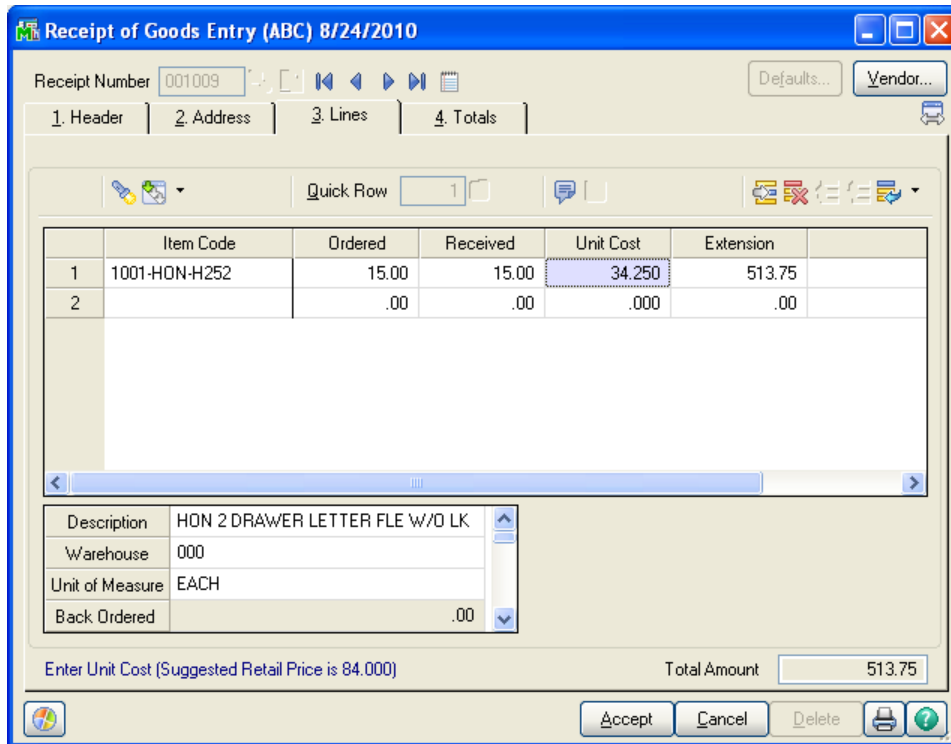 Receipt of Goods Entry (ABC) 8/24/2010
Receipt Number 001009 Defaults... Vendor...
1. Header 2. Address 3. Lines 4. Totals
Quick Row 1
Item Code Ordered Received Unit Cost Extension
1 1001-HON-H252 15.00 15.00 34.250 513.75
2 .00 .00 .000 .00
Description HON 2 DRAWER LETTER FLE W/O LK
Warehouse 000
Unit of Measure EACH
Back Ordered .00
Enter Unit Cost (Suggested Retail Price is 84.000) Total Amount 513.75
Accept Cancel Delete